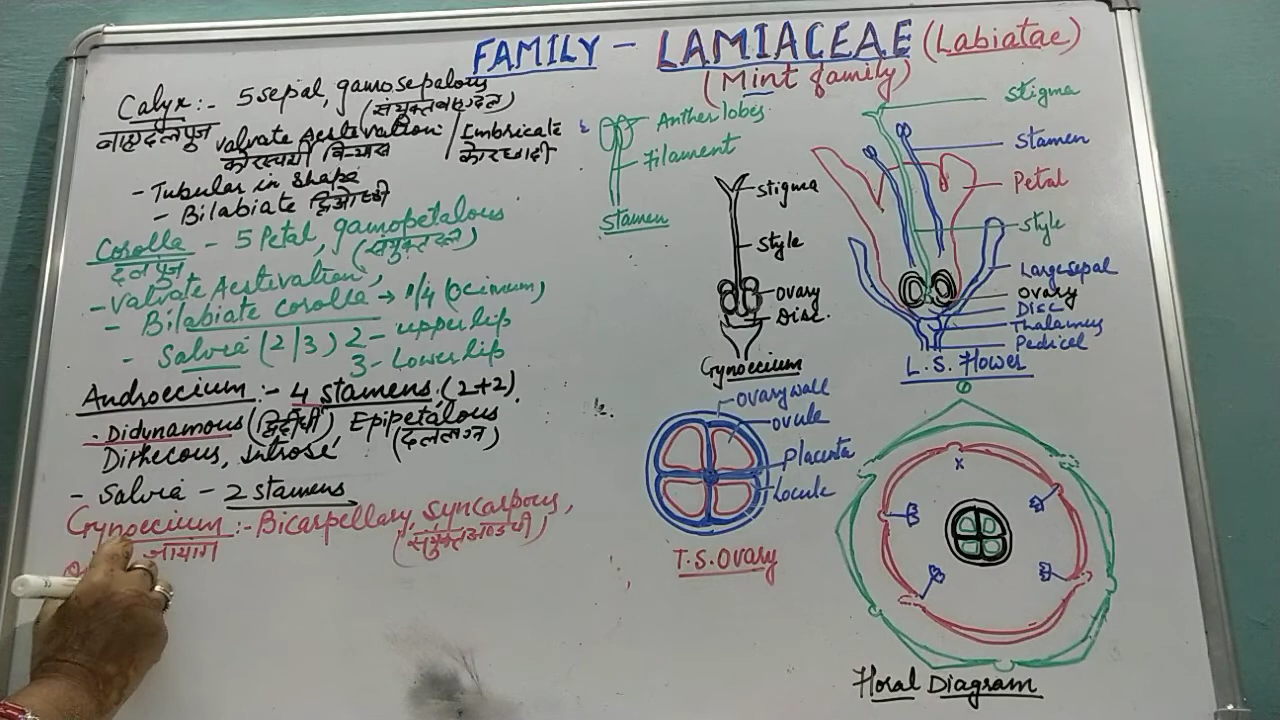 FAMILY - LAMIACEAE (Labiatae)
(Mint family)
Calyx:- 5 sepal, gamosepalous
बाह्यदलपुंज (संयुक्तबाह्यदल)
Valvate Aestivation / Imbricate
कोरस्पर्शी विन्यास / कोरछादी
- Tubular in shape
- Bilabiate द्विओष्ठी
Corolla - 5 Petal, gamopetalous
दलपुंज (संयुक्तदल)
- Valvate Aestivation,
- Bilabiate corolla → 1/4 (Ocimum)
- Salvia (2/3) 2 - upper lip
3 - Lower lip
Androecium :- 4 stamens, (2+2)
- Didynamous (द्विदीर्घी), Epipetalous
(दललग्न)
Dithecous, Introse
- Salvia - 2 stamens
Gynoecium :- Bicarpellary, syncarpous,
जायांग (संयुक्तअण्डपी)
Anther lobes
Filament
Stamen
stigma
style
ovary
Disc.
Gynoecium
Stigma
Stamen
Petal
style
Large sepal
Ovary
Disc
Thalamus
Pedicel
L.S. Flower
ovary wall
ovule
Placenta
Locule
T.S. Ovary
x
Floral Diagram